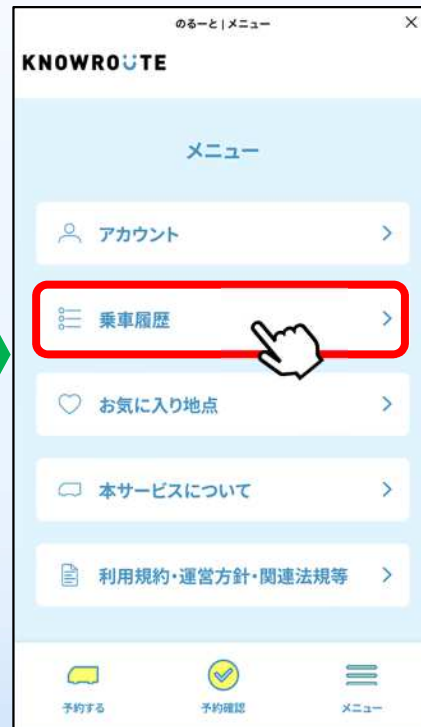 のるーと | メニュー
KNOWROUTE
メニュー
アカウント
乗車履歴
お気に入り地点
本サービスについて
利用規約・運営方針・関連法規等
予約する
予約確認
メニュー